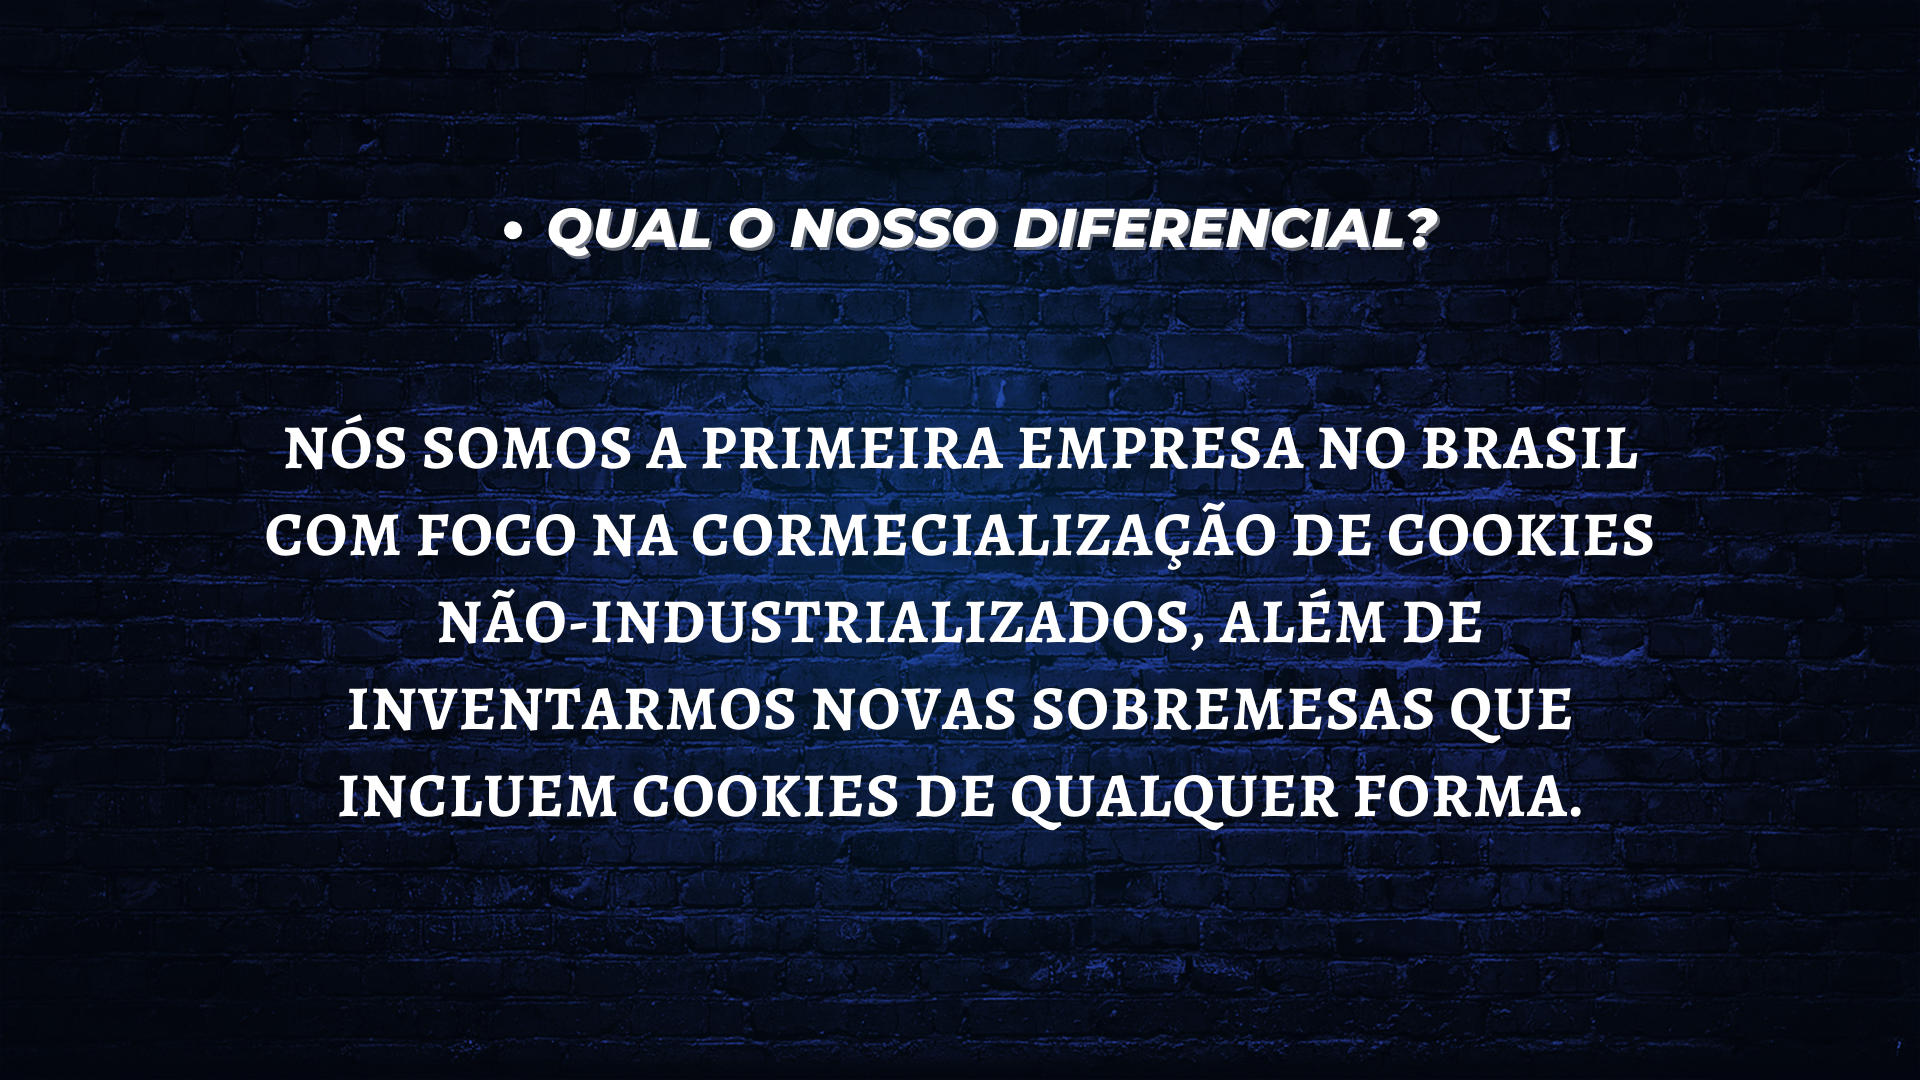 • QUAL O NOSSO DIFERENCIAL?
NÓS SOMOS A PRIMEIRA EMPRESA NO BRASIL
COM FOCO NA CORMECIALIZAÇÃO DE COOKIES
NÃO-INDUSTRIALIZADOS, ALÉM DE
INVENTARMOS NOVAS SOBREMESAS QUE
INCLUEM COOKIES DE QUALQUER FORMA.